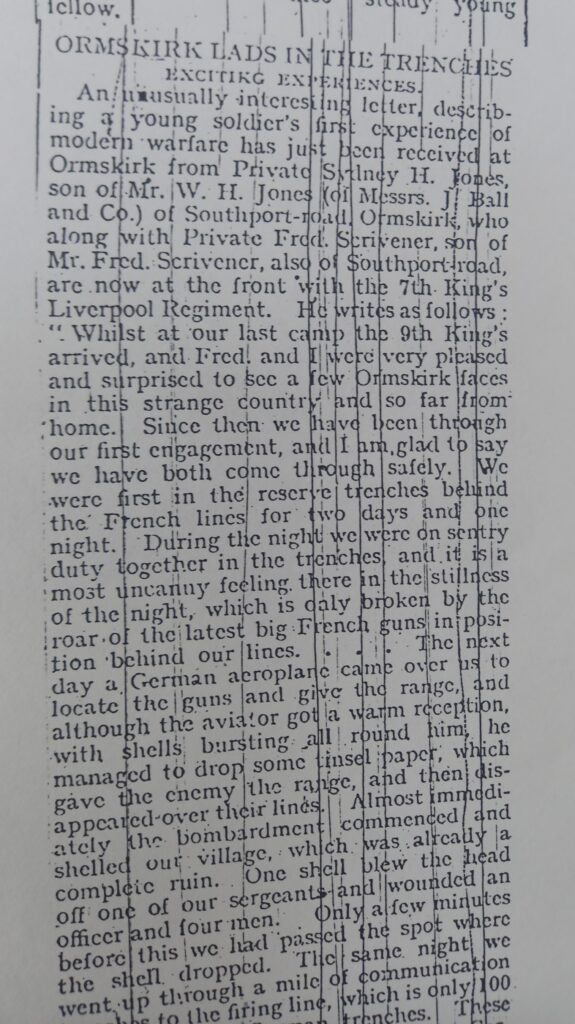 fellow.
steady young
ORMSKIRK LADS IN THE TRENCHES
EXCITING EXPERIENCES.
An unusually interesting letter, describ-
ing a young soldier's first experience of
modern warfare has just been received at
Ormskirk from Private Sydney H. Jones,
son of Mr. W. H. Jones (of Messrs. J. Ball
and Co.) of Southport-road, Ormskirk, who
along with Private Fred. Scrivener, son of
Mr. Fred. Scrivener, also of Southport-road,
are now at the front with the 7th King's
Liverpool Regiment. He writes as follows:
" Whilst at our last camp the 9th King's
arrived, and Fred. and I were very pleased
and surprised to see a few Ormskirk faces
in this strange country and so far from
home. Since then we have been through
our first engagement, and I am glad to say
we have both come through safely. We
were first in the reserve trenches behind
the French lines for two days and one
night. During the night we were on sentry
duty together in the trenches, and it is a
most uncanny feeling there in the stillness
of the night, which is only broken by the
roar of the latest big French guns in posi-
tion behind our lines. . . . The next
day a German aeroplane came over us to
locate the guns and give the range, and
although the aviator got a warm reception,
with shells bursting all round him, he
managed to drop some tinsel paper, which
gave the enemy the range, and then dis-
appeared over their lines. Almost immedi-
ately the bombardment commenced and
shelled our village, which was already a
complete ruin. One shell blew the head
off one of our sergeants and wounded an
officer and four men. Only a few minutes
before this we had passed the spot where
the shell dropped. The same night we
went up through a mile of communication
to the firing line, which is only 100
trenches. These